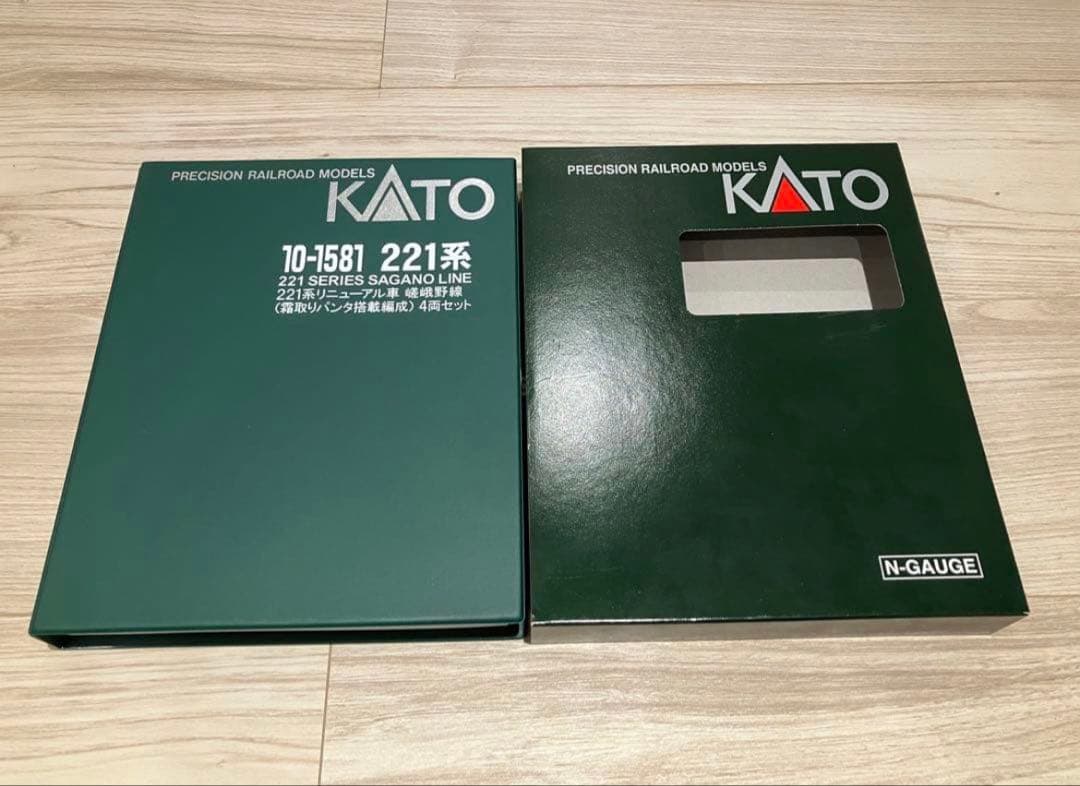 PRECISION RAILROAD MODELS
KATO
10-1581 221系
221 SERIES SAGANO LINE
221系リニューアル車 嵯峨野線
(霜取りパンタ搭載編成) 4両セット
PRECISION RAILROAD MODELS
KATO
N-GAUGE